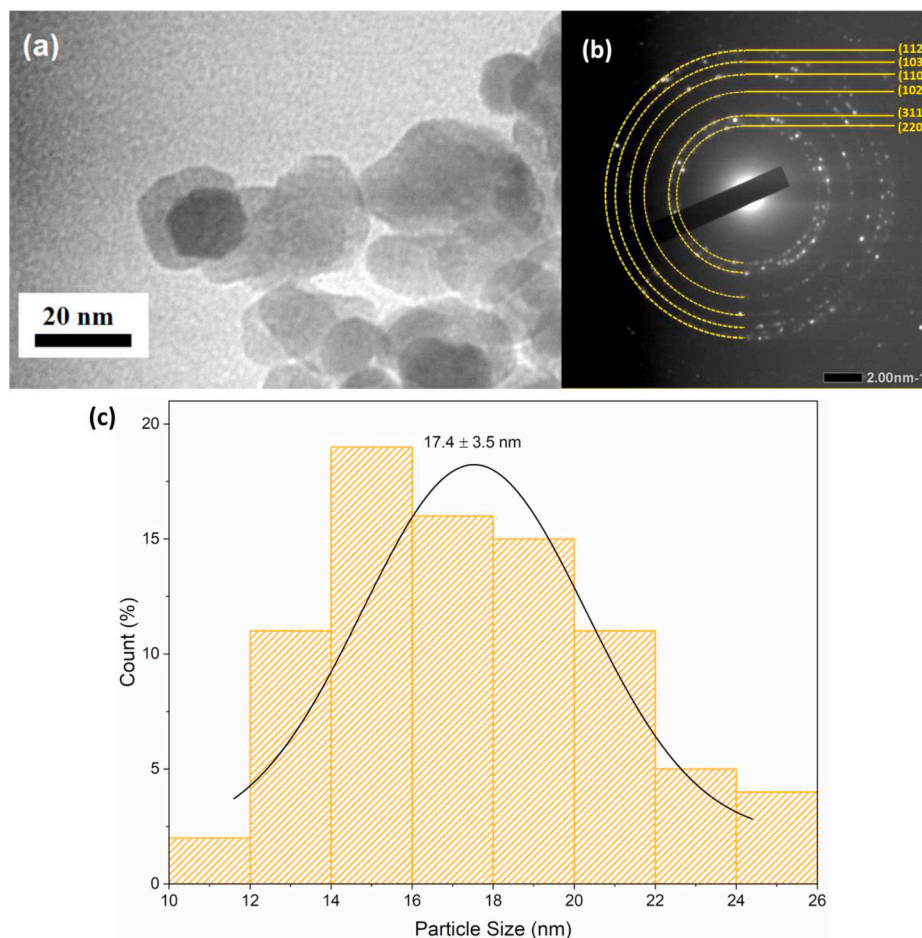 (a)
20 nm
(b)
(112
(103
(110
(102
(311
(220
2.00nm-1
(c)
17.4 ± 3.5 nm
20
15
10
5
0
Count (%)
10 12 14 16 18 20 22 24 26
Particle Size (nm)